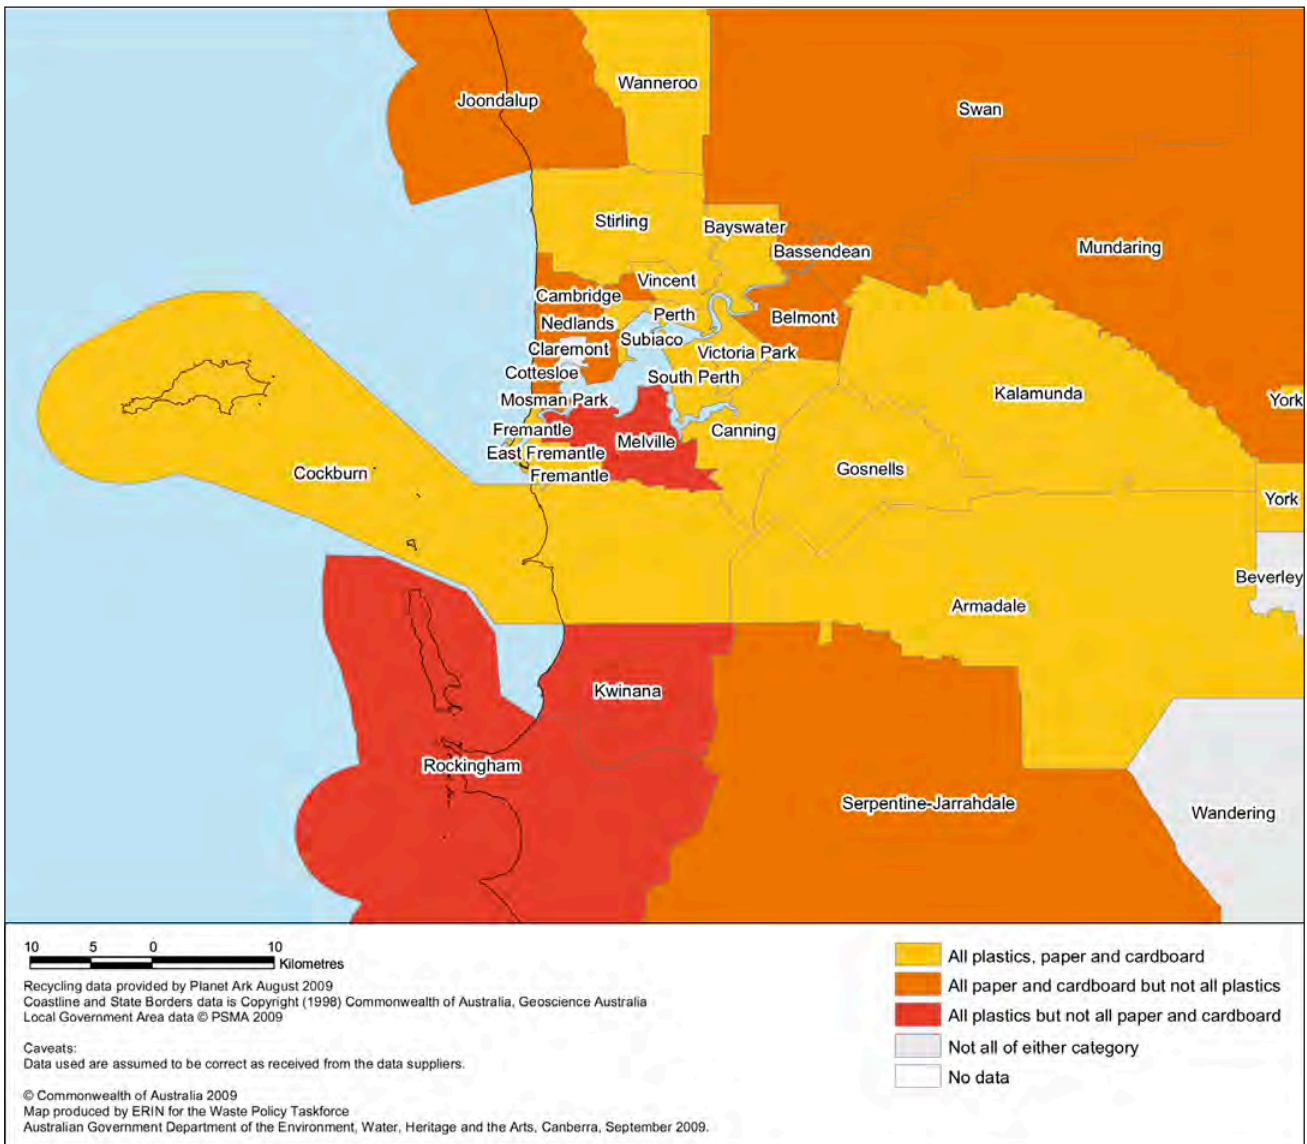 Wanneroo
Joondalup
Swan
Stirling
Bayswater
Bassendean
Mundaring
Vincent
Cambridge
Perth
Belmont
Nedlands
Subiaco
Claremont
Victoria Park
Cottesloe
South Perth
Kalamunda
Mosman Park
York
Fremantle
Canning
Melville
East Fremantle
Gosnells
Cockburn
Fremantle
York
Beverley
Armadale
Kwinana
Rockingham
Serpentine-Jarrahdale
Wandering
10 5 0 10
Kilometres
Recycling data provided by Planet Ark August 2009
Coastline and State Borders data is Copyright (1998) Commonwealth of Australia, Geoscience Australia
Local Government Area data © PSMA 2009
Caveats:
Data used are assumed to be correct as received from the data suppliers.
© Commonwealth of Australia 2009
Map produced by ERIN for the Waste Policy Taskforce
Australian Government Department of the Environment, Water, Heritage and the Arts, Canberra, September 2009.
All plastics, paper and cardboard
All paper and cardboard but not all plastics
All plastics but not all paper and cardboard
Not all of either category
No data